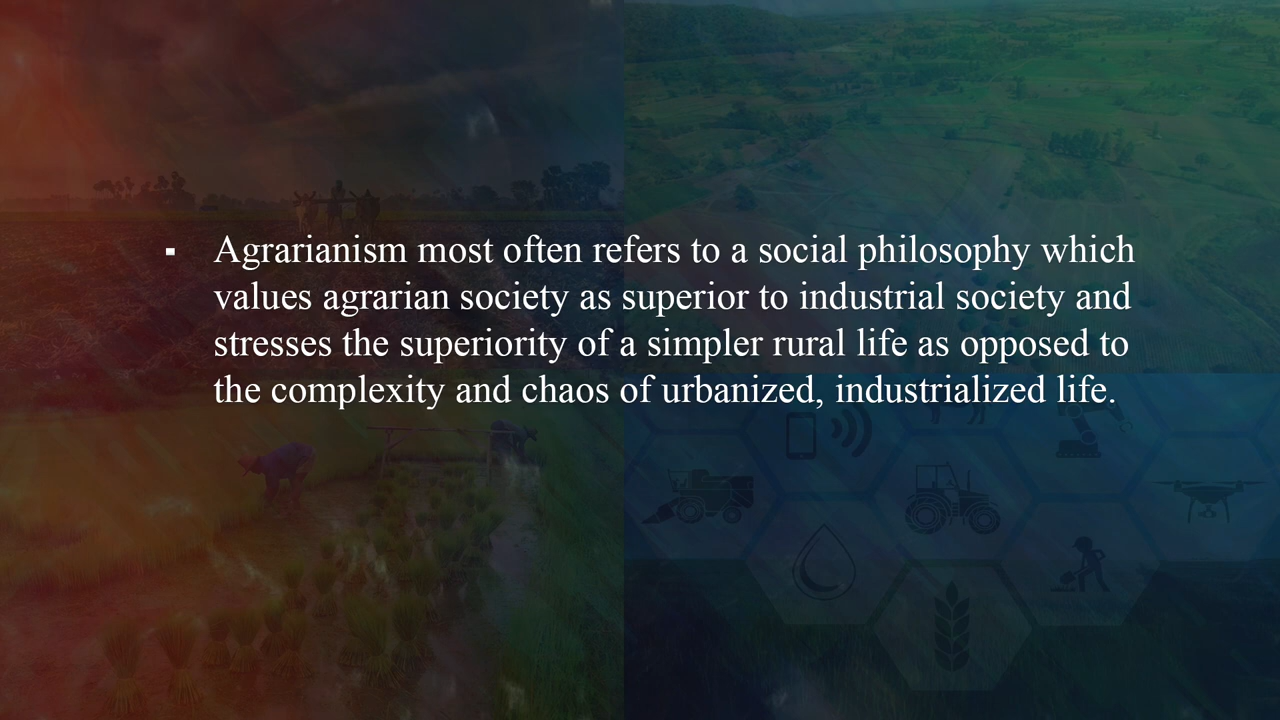 ▪ Agrarianism most often refers to a social philosophy which
values agrarian society as superior to industrial society and
stresses the superiority of a simpler rural life as opposed to
the complexity and chaos of urbanized, industrialized life.